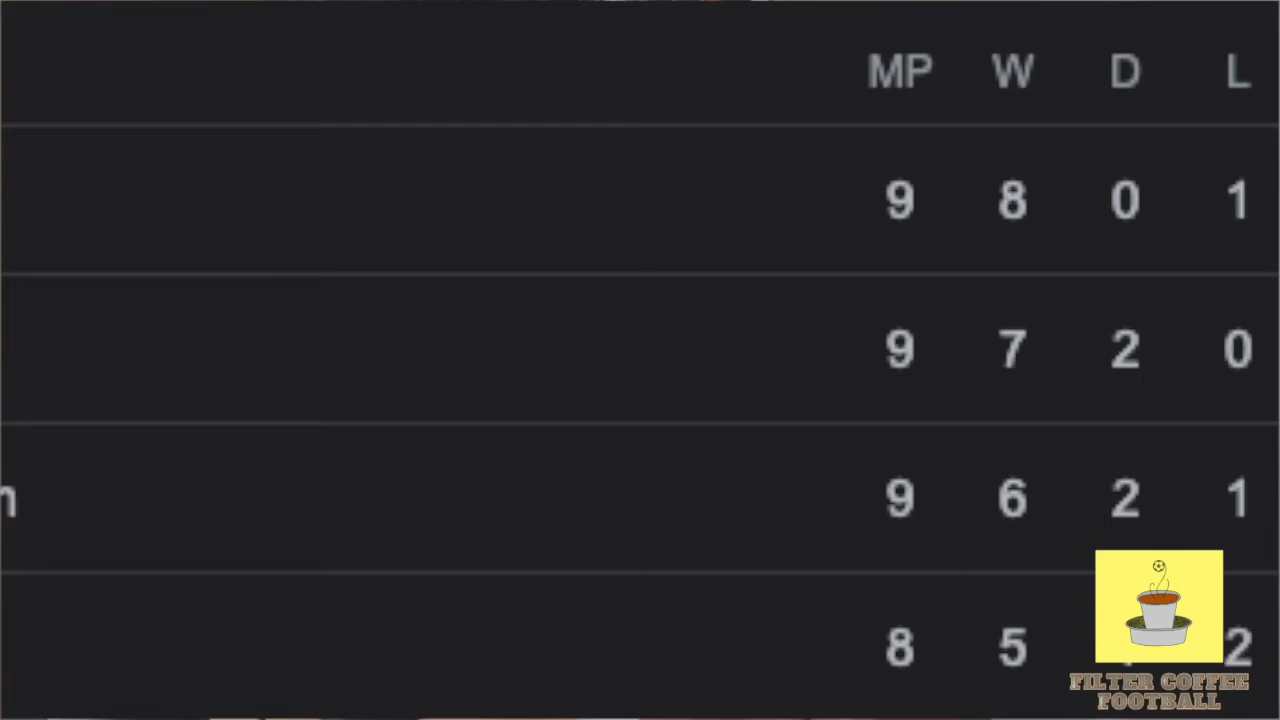 MP W D L
9 8 0 1
9 7 2 0
9 6 2 1
8 5 2
FILTER COFFEE
FOOTBALL